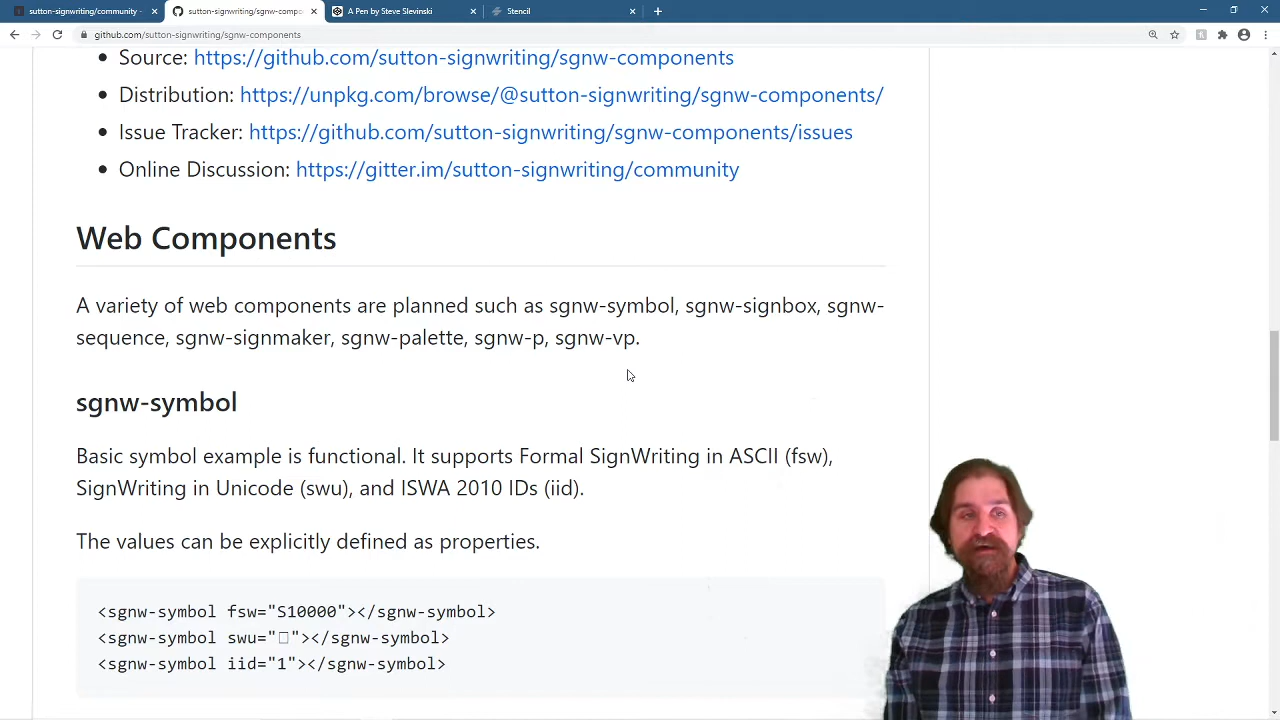 sutton-signwriting/community -
sutton-signwriting/sgnw-compo
A Pen by Steve Slevinski
Stencil
github.com/sutton-signwriting/sgnw-components
Source: https://github.com/sutton-signwriting/sgnw-components
Distribution: https://unpkg.com/browse/@sutton-signwriting/sgnw-components/
Issue Tracker: https://github.com/sutton-signwriting/sgnw-components/issues
Online Discussion: https://gitter.im/sutton-signwriting/community
Web Components
A variety of web components are planned such as sgnw-symbol, sgnw-signbox, sgnw-
sequence, sgnw-signmaker, sgnw-palette, sgnw-p, sgnw-vp.
sgnw-symbol
Basic symbol example is functional. It supports Formal SignWriting in ASCII (fsw),
SignWriting in Unicode (swu), and ISWA 2010 IDs (iid).
The values can be explicitly defined as properties.
<sgnw-symbol fsw="S10000"></sgnw-symbol>
<sgnw-symbol swu="□"></sgnw-symbol>
<sgnw-symbol iid="1"></sgnw-symbol>